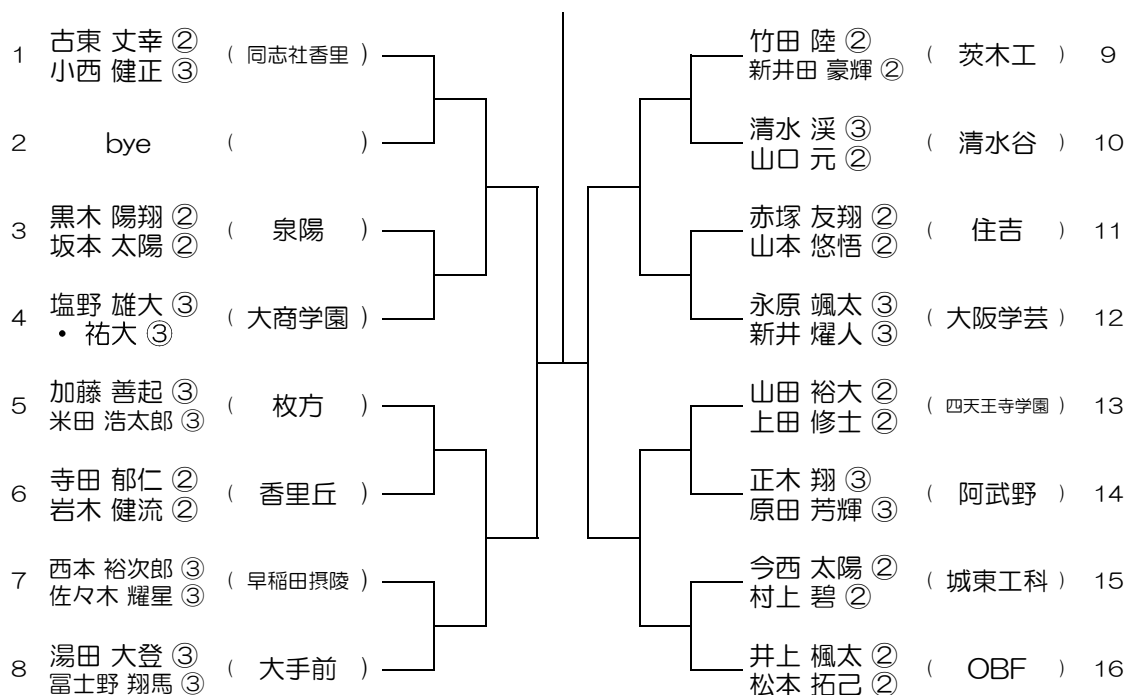 1 古東 丈幸 ② ( 同志社香里 )
小西 健正 ③
2 bye ( )
3 黒木 陽翔 ② ( 泉陽 )
坂本 太陽 ②
4 塩野 雄大 ③ ( 大商学園 )
・ 祐大 ③
5 加藤 善起 ③ ( 枚方 )
米田 浩太郎 ③
6 寺田 郁仁 ② ( 香里丘 )
岩木 健流 ②
7 西本 裕次郎 ③ ( 早稲田摂陵 )
佐々木 耀星 ③
8 湯田 大登 ③ ( 大手前 )
冨士野 翔馬 ③
竹田 陸 ② ( 茨木工 ) 9
新井田 豪輝 ②
清水 渓 ③ ( 清水谷 ) 10
山口 元 ②
赤塚 友翔 ② ( 住吉 ) 11
山本 悠悟 ②
永原 颯太 ③ ( 大阪学芸 ) 12
新井 燿人 ③
山田 裕大 ② ( 四天王寺学園 ) 13
上田 修士 ②
正木 翔 ③ ( 阿武野 ) 14
原田 芳輝 ③
今西 太陽 ② ( 城東工科 ) 15
村上 碧 ②
井上 楓太 ② ( OBF ) 16
松本 拓己 ②